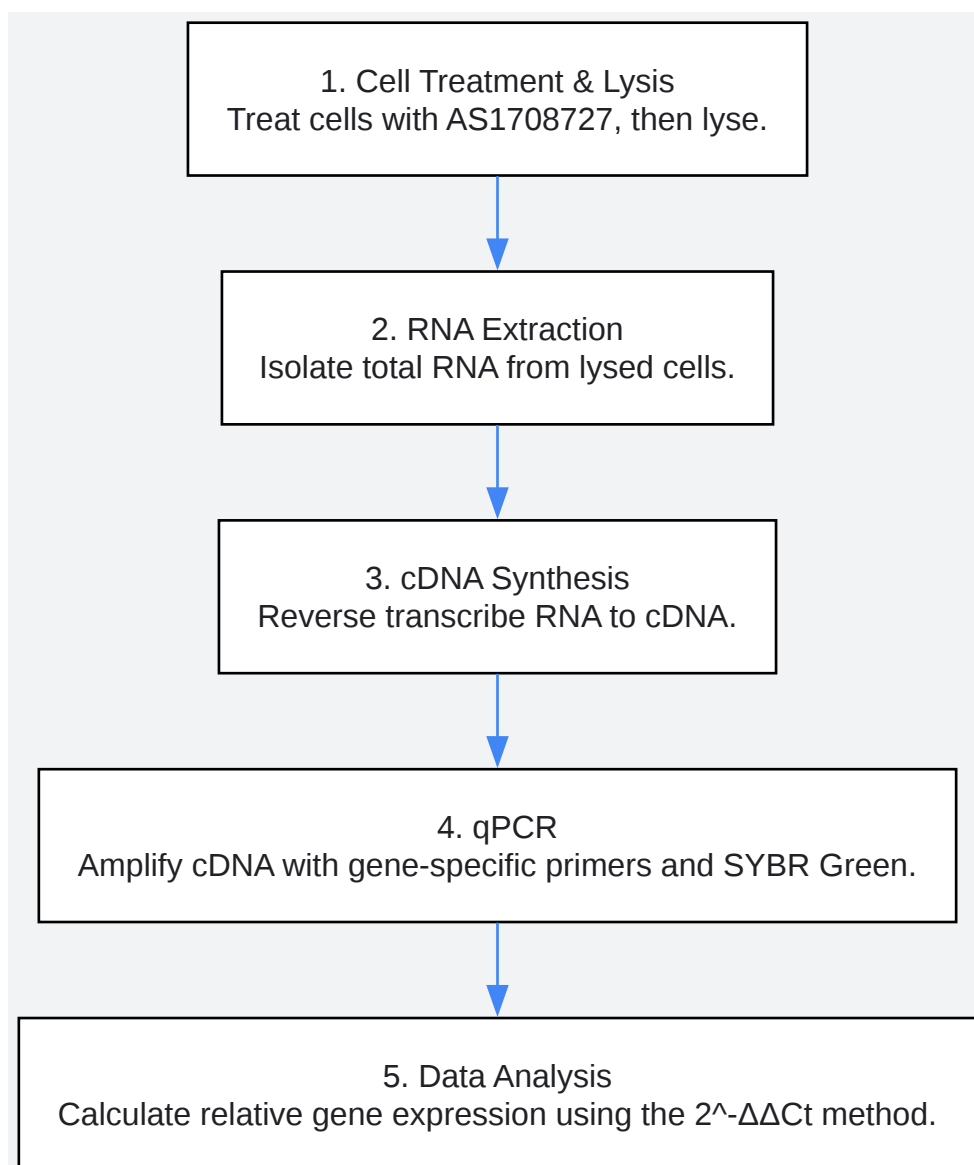 1. Cell Treatment & Lysis
Treat cells with AS1708727, then lyse.
2. RNA Extraction
Isolate total RNA from lysed cells.
3. cDNA Synthesis
Reverse transcribe RNA to cDNA.
4. qPCR
Amplify cDNA with gene-specific primers and SYBR Green.
5. Data Analysis
Calculate relative gene expression using the 2^-ΔΔCt method.